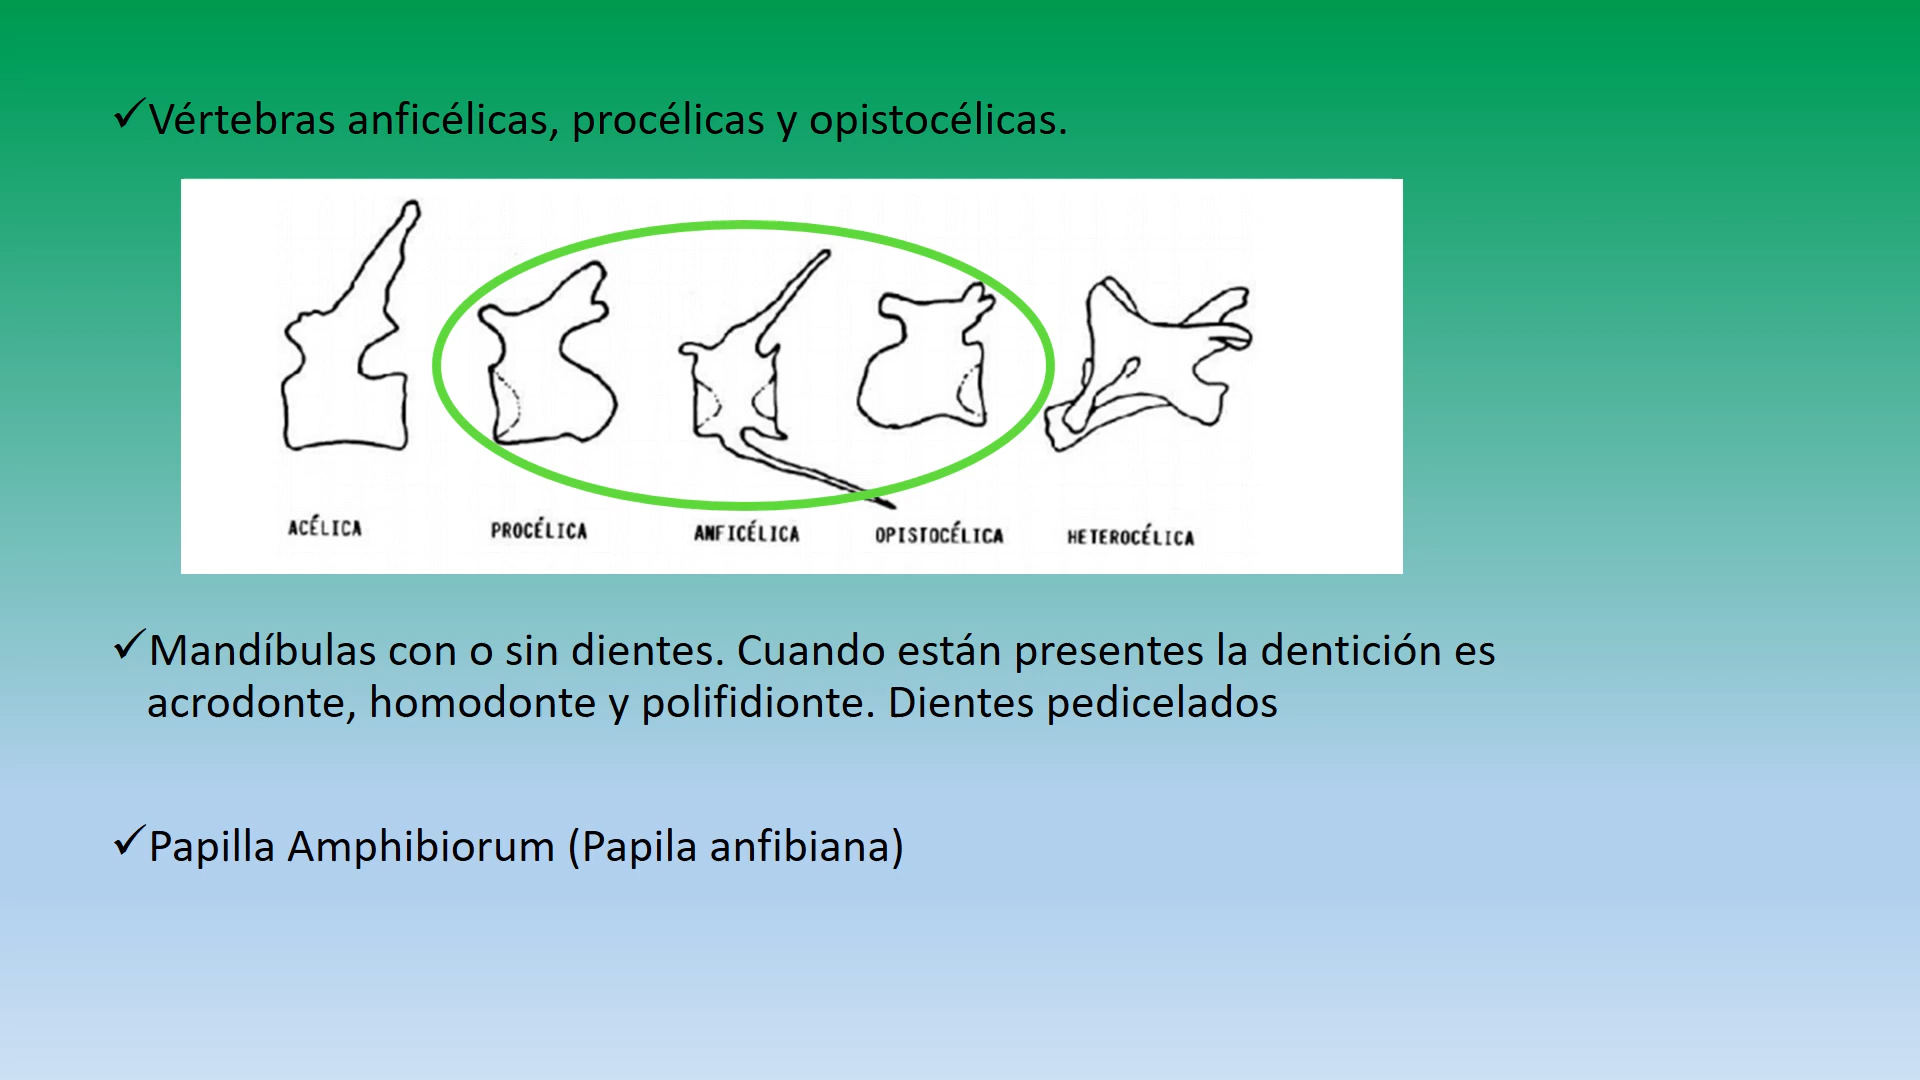 ✓Vértebras anficélicas, procélicas y opistocélicas.
ACÉLICA PROCÉLICA ANFICÉLICA OPISTOCÉLICA HETEROCÉLICA
✓Mandíbulas con o sin dientes. Cuando están presentes la dentición es
acrodonte, homodonte y polifidionte. Dientes pedicelados
✓Papilla Amphibiorum (Papila anfibiana)